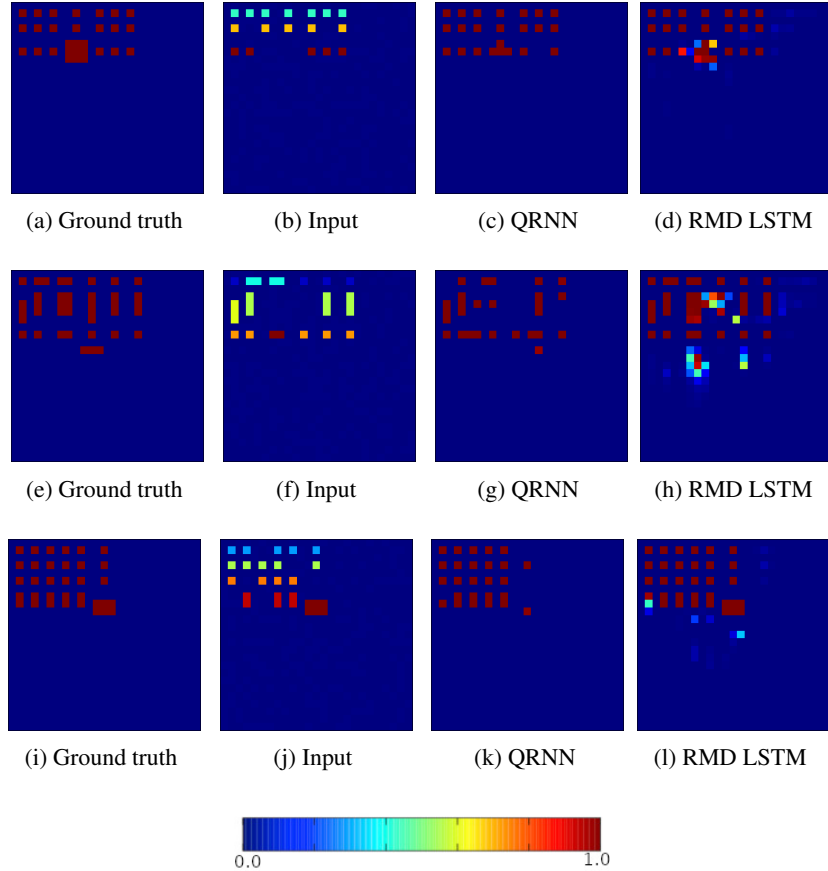 (a) Ground truth (b) Input (c) QRNN (d) RMD LSTM
(e) Ground truth (f) Input (g) QRNN (h) RMD LSTM
(i) Ground truth (j) Input (k) QRNN (l) RMD LSTM
0.0 1.0